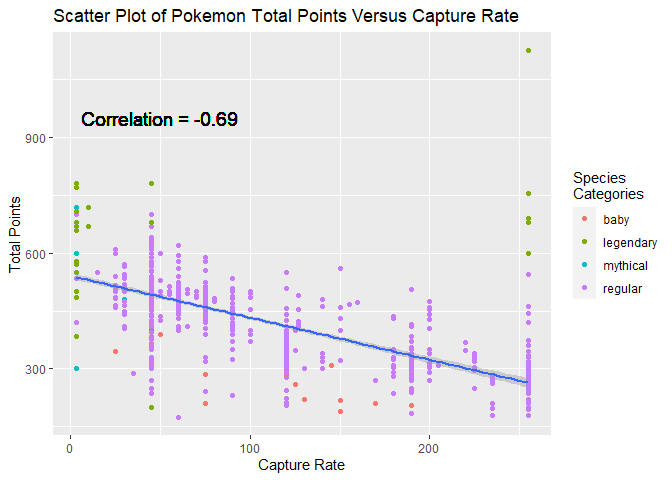 Scatter Plot of Pokemon Total Points Versus Capture Rate
Correlation = -0.69
900
600
300
Total Points
0
100
200
Capture Rate
Species
Categories
baby
legendary
mythical
regular